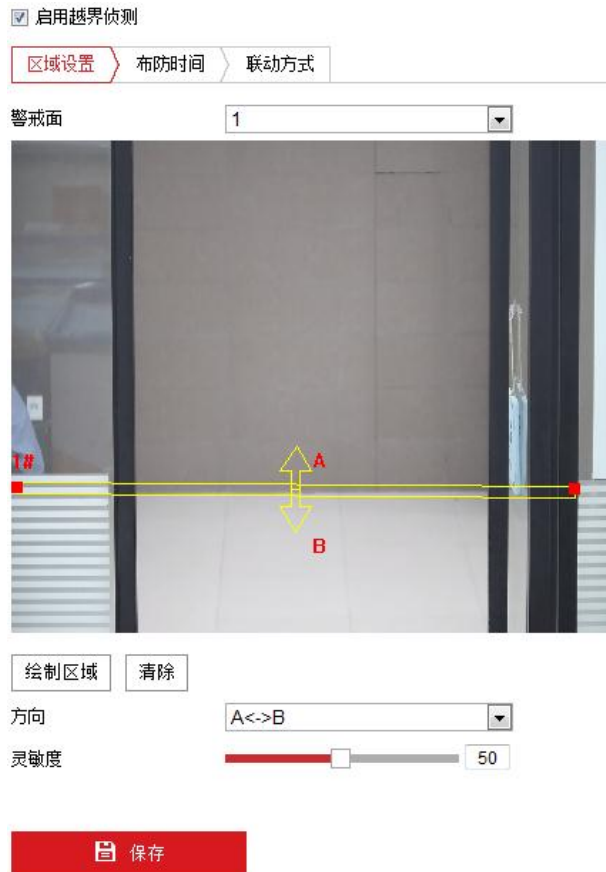 启用越界侦测
区域设置 布防时间 联动方式
警戒面 1
1#
A
B
绘制区域 清除
方向 A<->B
灵敏度 50
保存